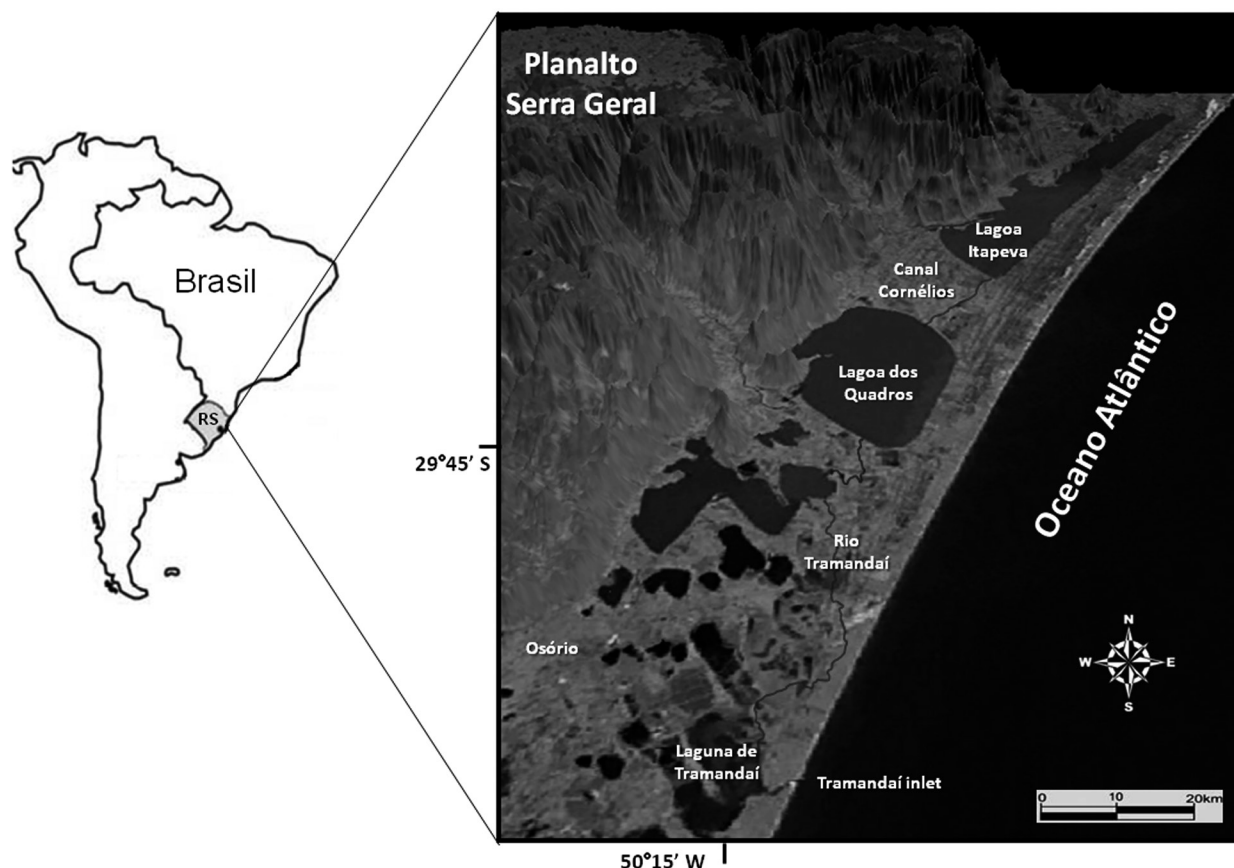 Planalto
Serra Geral
Brasil
RS
Lagoa
Itapeva
Canal
Cornélios
Lagoa dos
Quadros
Oceano Atlântico
29°45' S
Rio
Tramandaí
Osório
N
W
E
S
Laguna de
Tramandaí
Tramandaí inlet
0 10 20km
50°15' W